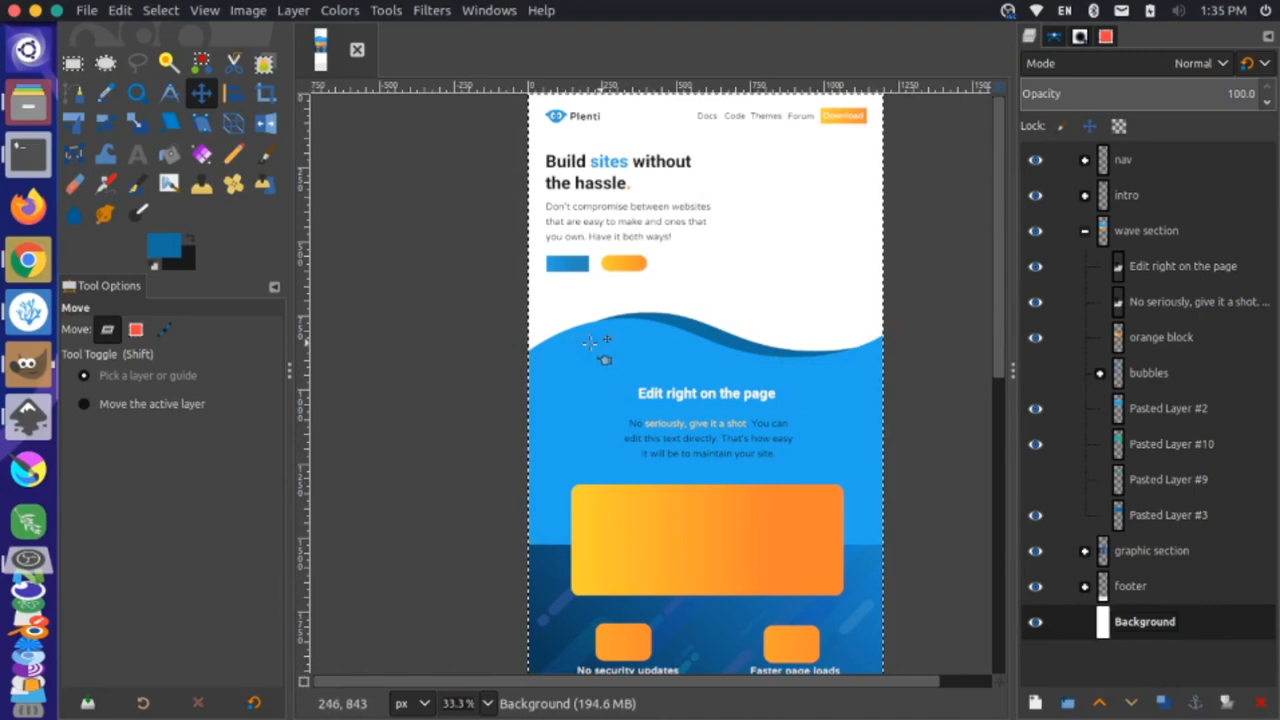 File Edit Select View Image Layer Colors Tools Filters Windows Help
EN 1:35 PM
Tool Options
Move
Move:
Tool Toggle (Shift)
Pick a layer or guide
Move the active layer
Plenti Docs Code Themes Forum Download
Build sites without
the hassle.
Don't compromise between websites
that are easy to make and ones that
you own. Have it both ways!
Edit right on the page
No seriously, give it a shot. You can
edit this text directly. That's how easy
it will be to maintain your site.
No security updates Faster page loads
246, 843 px 33.3 % Background (194.6 MB)
Mode Normal
Opacity 100.0
Lock:
nav
intro
wave section
Edit right on the page
No seriously, give it a shot. ...
orange block
bubbles
Pasted Layer #2
Pasted Layer #10
Pasted Layer #9
Pasted Layer #3
graphic section
footer
Background